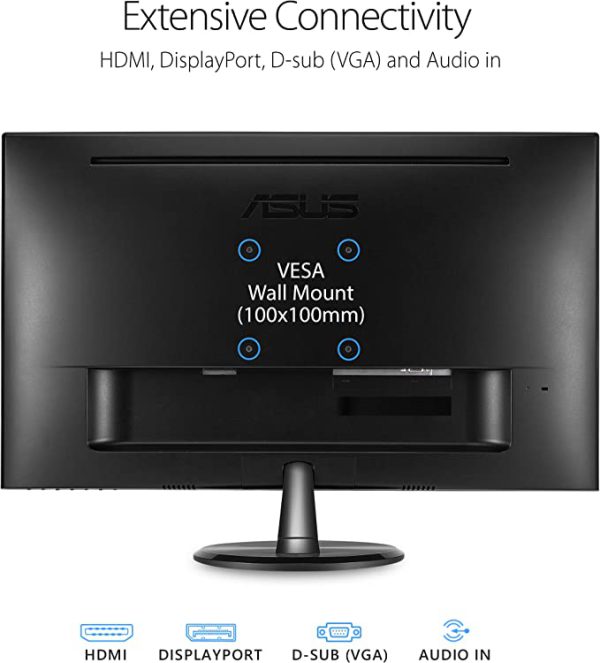 Extensive Connectivity
HDMI, DisplayPort, D-sub (VGA) and Audio in
ASUS
VESA
Wall Mount
(100x100mm)
HDMI
DISPLAYPORT
D-SUB (VGA)
AUDIO IN